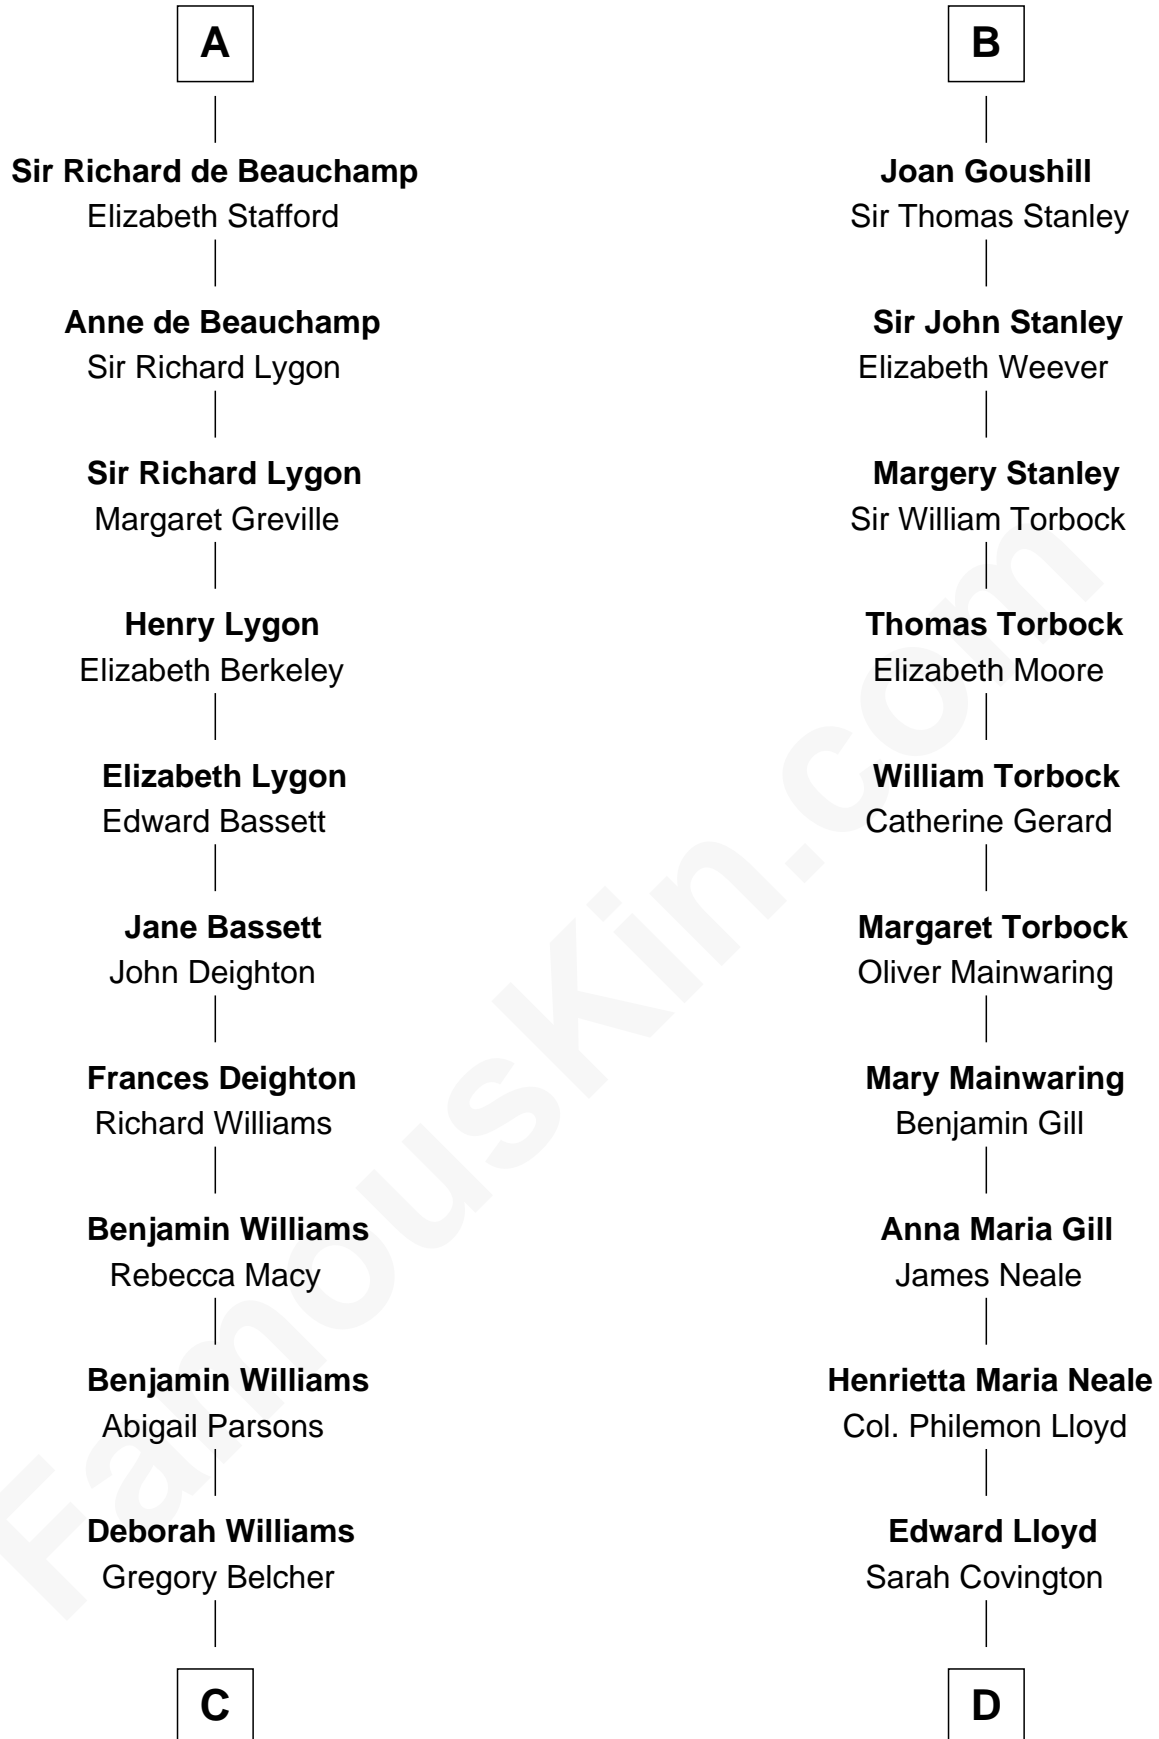 A
Sir Richard de Beauchamp
Elizabeth Stafford
Anne de Beauchamp
Sir Richard Lygon
Sir Richard Lygon
Margaret Greville
Henry Lygon
Elizabeth Berkeley
Elizabeth Lygon
Edward Bassett
Jane Bassett
John Deighton
Frances Deighton
Richard Williams
Benjamin Williams
Rebecca Macy
Benjamin Williams
Abigail Parsons
Deborah Williams
Gregory Belcher
C
B
Joan Goushill
Sir Thomas Stanley
Sir John Stanley
Elizabeth Weever
Margery Stanley
Sir William Torbock
Thomas Torbock
Elizabeth Moore
William Torbock
Catherine Gerard
Margaret Torbock
Oliver Mainwaring
Mary Mainwaring
Benjamin Gill
Anna Maria Gill
James Neale
Henrietta Maria Neale
Col. Philemon Lloyd
Edward Lloyd
Sarah Covington
D
FamousKin.com